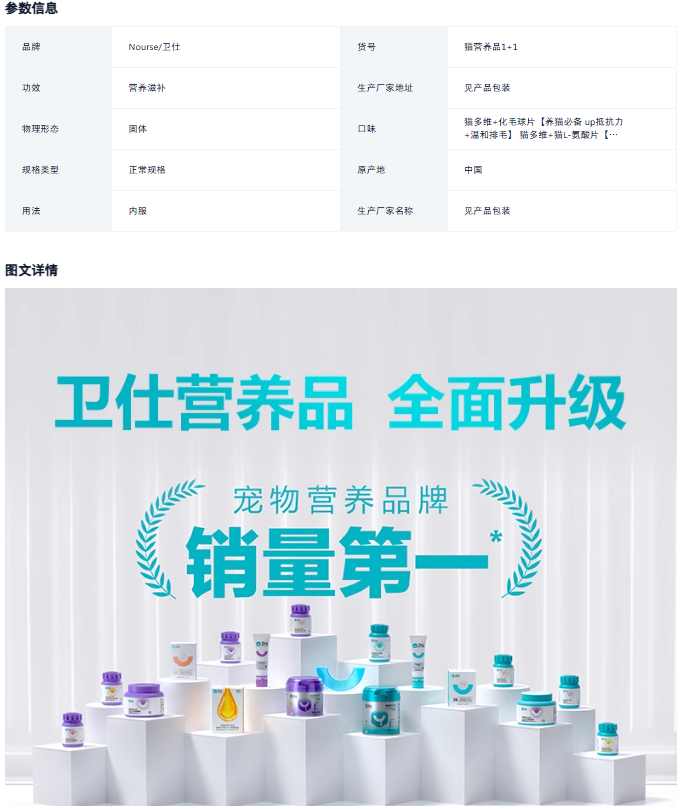 参数信息
品牌
Nourse/卫仕
货号
猫营养品1+1
功效
营养滋补
生产厂家地址
见产品包装
物理形态
固体
口味
猫多维+化毛球片【养猫必备 up抵抗力
+温和排毛】 猫多维+猫L-氨酸片【…
规格类型
正常规格
原产地
中国
用法
内服
生产厂家名称
见产品包装
图文详情
卫仕营养品 全面升级
宠物营养品牌
销量第一*